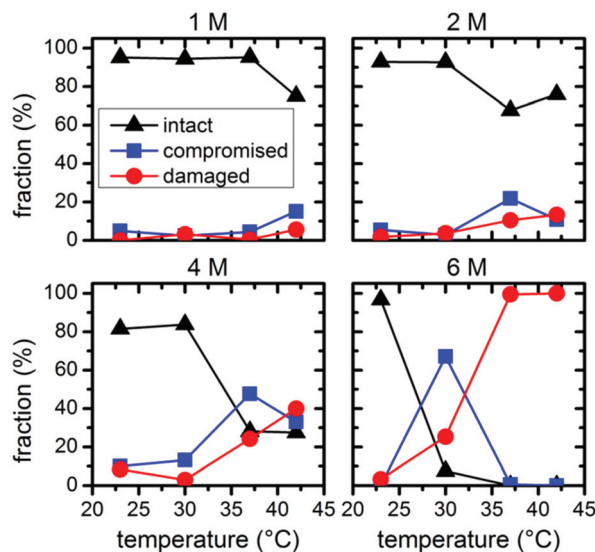 1 M 2 M
fraction (%)
100
80
60
40
20
0
intact
compromised
damaged
4 M 6 M
fraction (%)
100
80
60
40
20
0
20 25 30 35 40 45 20 25 30 35 40 45
temperature (°C) temperature (°C)